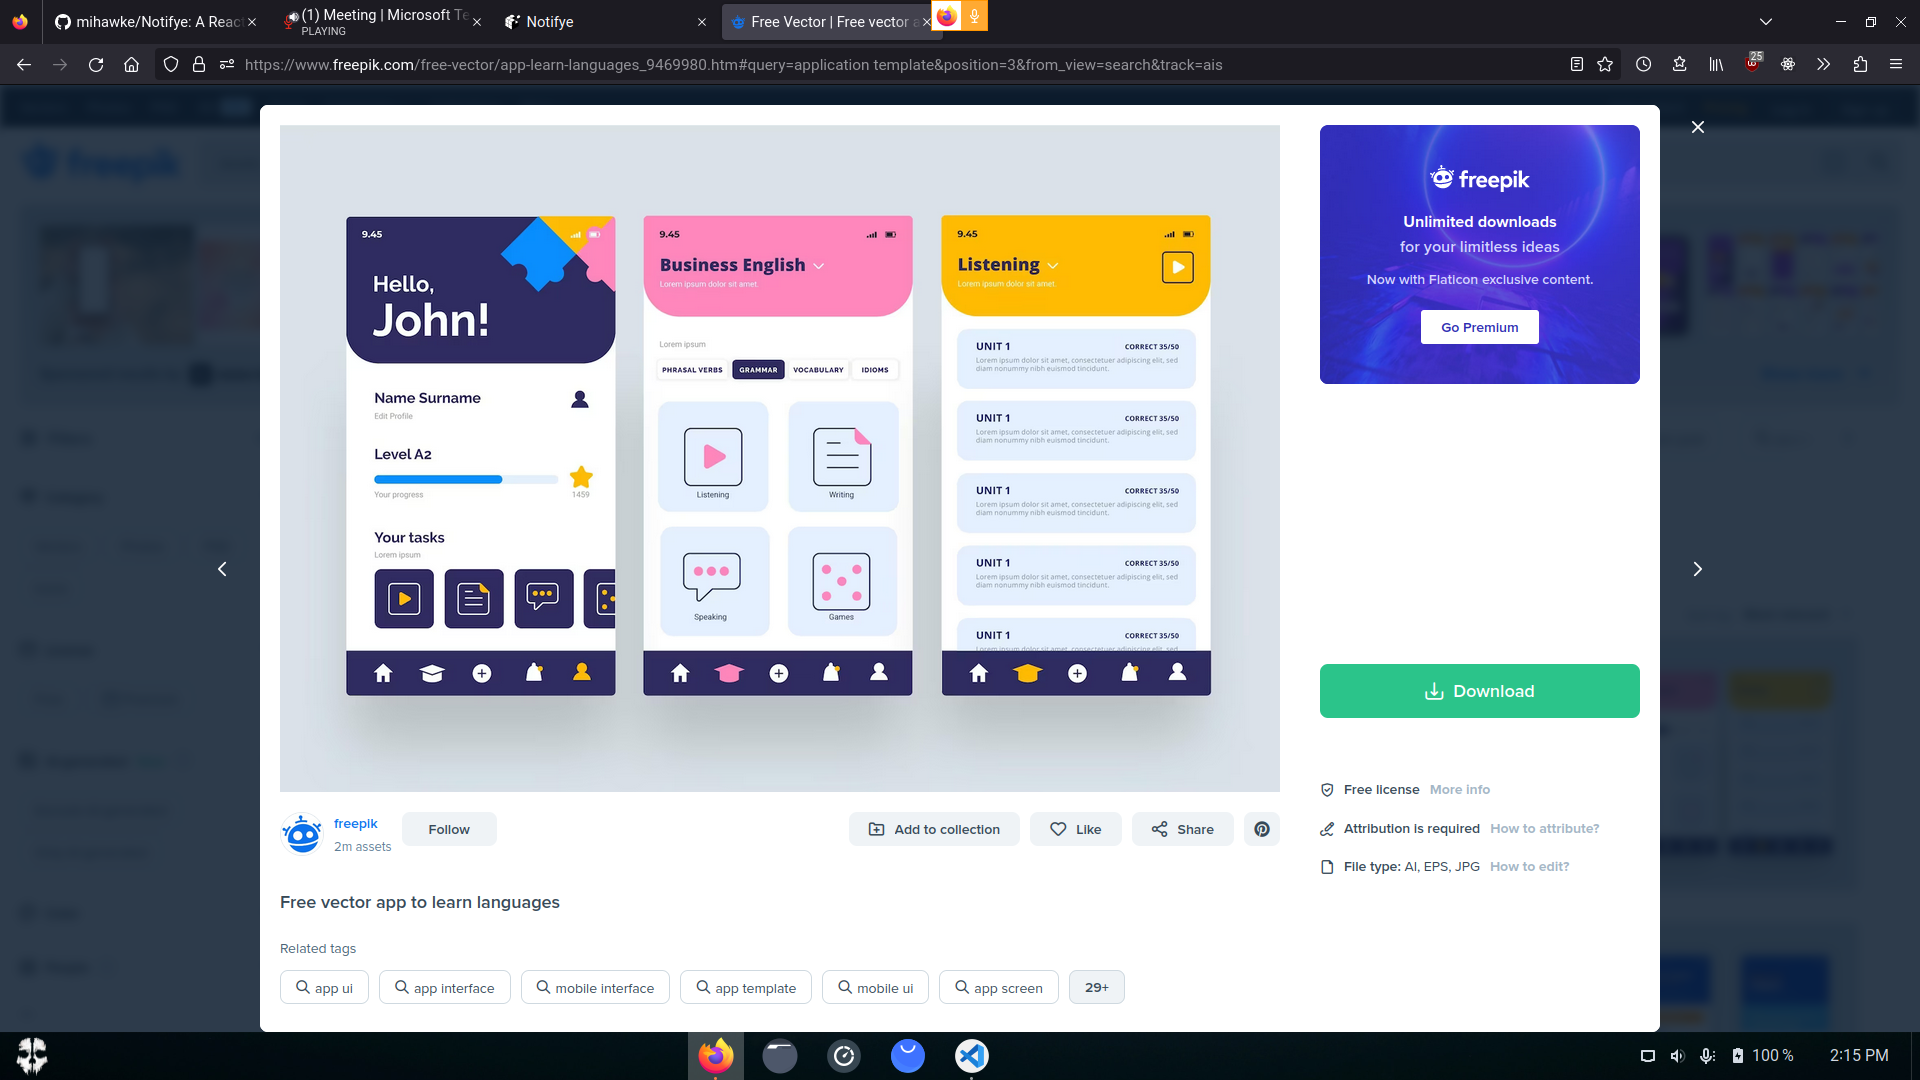 mihawke/Notifye: A Reac
(1) Meeting | Microsoft Te
PLAYING
Notifye
Free Vector | Free vector a
https://www.freepik.com/free-vector/app-learn-languages_9469980.htm#query=application template&position=3&from_view=search&track=ais
25
9.45
Hello,
John!
Name Surname
Edit Profile
Level A2
Your progress
1459
Your tasks
Lorem ipsum
9.45
Business English
Lorem ipsum dolor sit amet.
Lorem ipsum
PHRASAL VERBS
GRAMMAR
VOCABULARY
IDIOMS
Listening
Writing
Speaking
Games
9.45
Listening
Lorem ipsum dolor sit amet.
UNIT 1
CORRECT 35/50
Lorem ipsum dolor sit amet, consectetuer adipiscing elit, sed
diam nonummy nibh euismod tincidunt.
UNIT 1
CORRECT 35/50
Lorem ipsum dolor sit amet, consectetuer adipiscing elit, sed
diam nonummy nibh euismod tincidunt.
UNIT 1
CORRECT 35/50
Lorem ipsum dolor sit amet, consectetuer adipiscing elit, sed
diam nonummy nibh euismod tincidunt.
UNIT 1
CORRECT 35/50
Lorem ipsum dolor sit amet, consectetuer adipiscing elit, sed
diam nonummy nibh euismod tincidunt.
UNIT 1
CORRECT 35/50
Lorem ipsum dolor sit amet, consectetuer adipiscing elit, sed
freepik
Unlimited downloads
for your limitless ideas
Now with Flaticon exclusive content.
Go Premium
Download
Free license More info
Attribution is required How to attribute?
File type: AI, EPS, JPG How to edit?
freepik
2m assets
Follow
Add to collection
Like
Share
Free vector app to learn languages
Related tags
app ui
app interface
mobile interface
app template
mobile ui
app screen
29+
100 %
2:15 PM